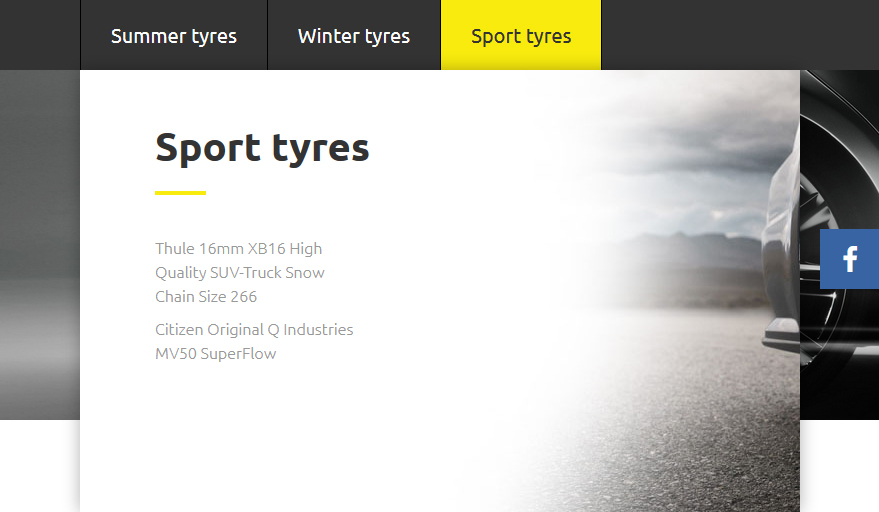 Summer tyres
Winter tyres
Sport tyres
Sport tyres
Thule 16mm XB16 High
Quality SUV-Truck Snow
Chain Size 266
Citizen Original Q Industries
MV50 SuperFlow